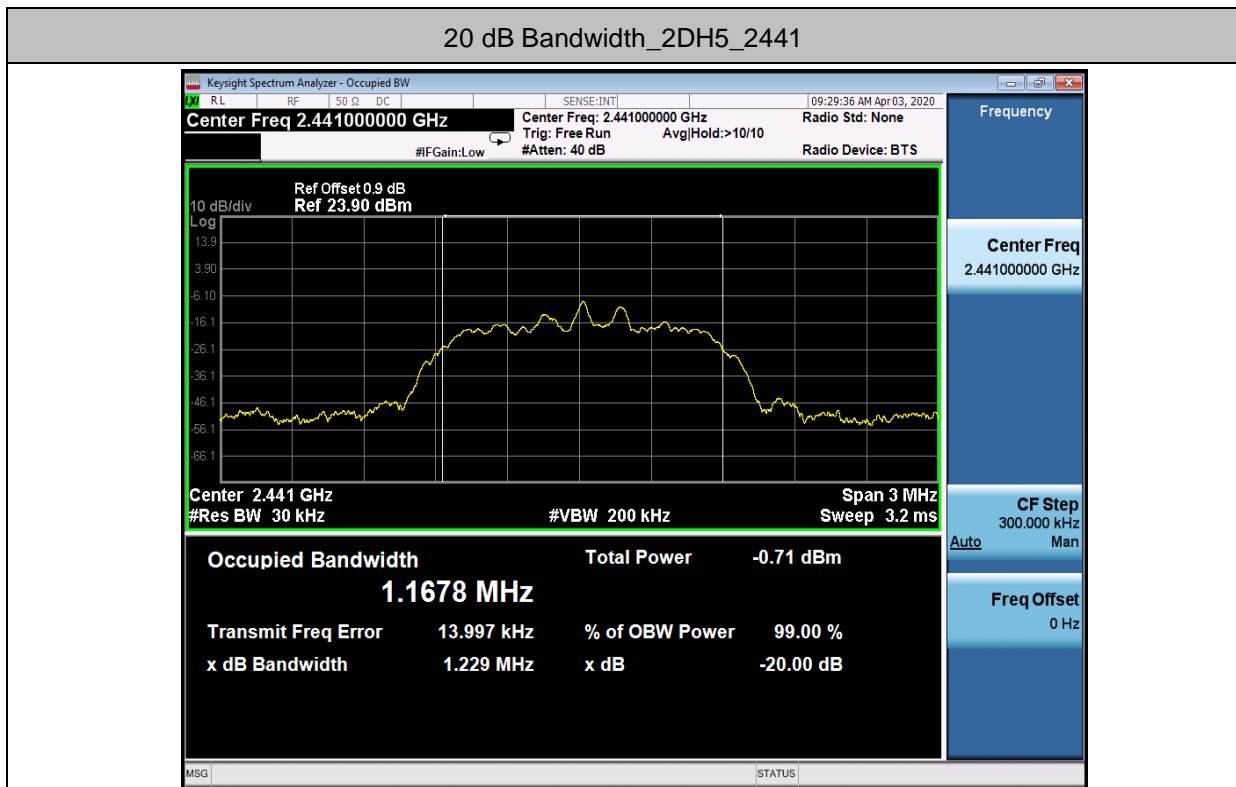 20 dB Bandwidth_2DH5_2441
Keysight Spectrum Analyzer - Occupied BW
LXI RL RF 50 Ω DC SENSE:INT 09:29:36 AM Apr 03, 2020
Center Freq 2.441000000 GHz
Center Freq: 2.441000000 GHz
Radio Std: None
Trig: Free Run Avg|Hold:>10/10
#IFGain:Low #Atten: 40 dB Radio Device: BTS
Ref Offset 0.9 dB
10 dB/div Ref 23.90 dBm
Log
13.9
3.90
-6.10
-16.1
-26.1
-36.1
-46.1
-56.1
-66.1
Center 2.441 GHz Span 3 MHz
#Res BW 30 kHz #VBW 200 kHz Sweep 3.2 ms
Occupied Bandwidth Total Power -0.71 dBm
1.1678 MHz
Transmit Freq Error 13.997 kHz % of OBW Power 99.00 %
x dB Bandwidth 1.229 MHz x dB -20.00 dB
Frequency
Center Freq
2.441000000 GHz
CF Step
300.000 kHz
Auto Man
Freq Offset
0 Hz
MSG STATUS